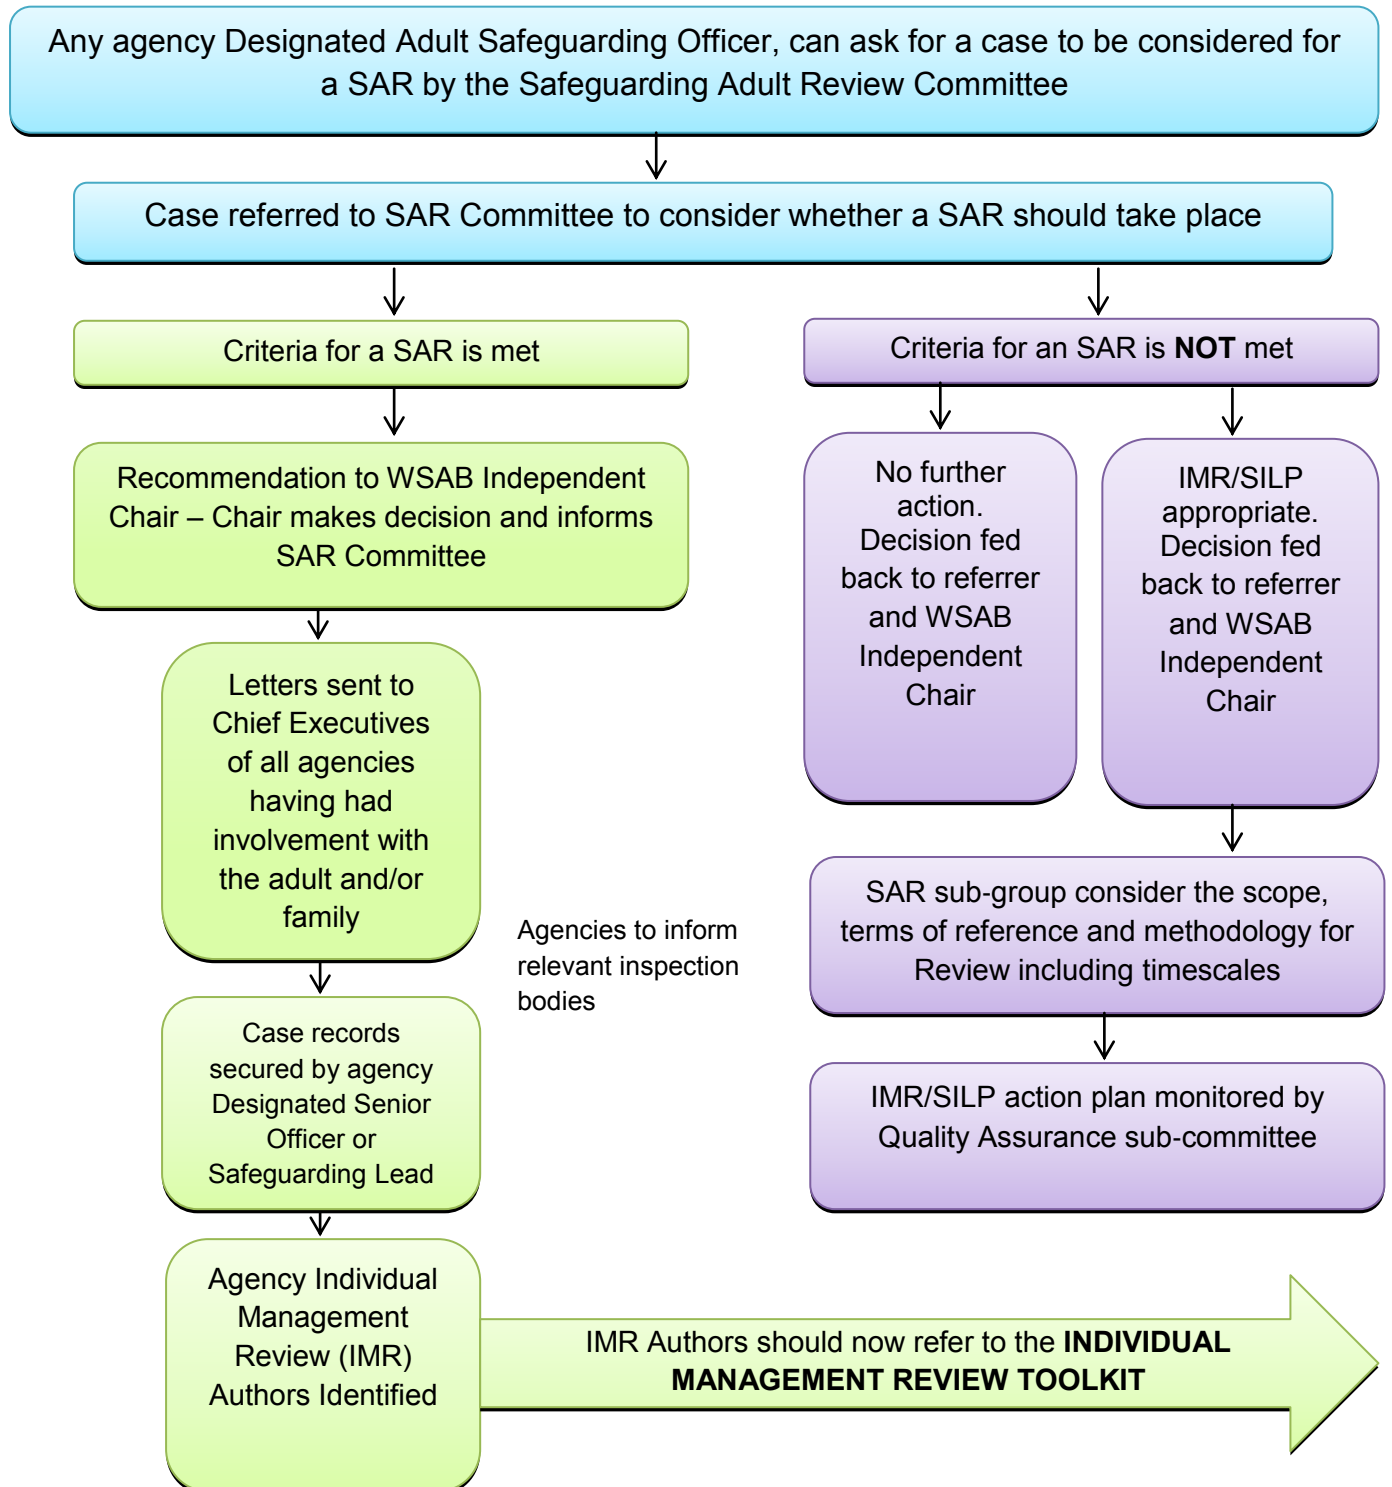 Any agency Designated Adult Safeguarding Officer, can ask for a case to be considered for
a SAR by the Safeguarding Adult Review Committee
Case referred to SAR Committee to consider whether a SAR should take place
Criteria for a SAR is met
Criteria for an SAR is NOT met
Recommendation to WSAB Independent
Chair – Chair makes decision and informs
SAR Committee
No further
action.
Decision fed
back to referrer
and WSAB
Independent
Chair
IMR/SILP
appropriate.
Decision fed
back to referrer
and WSAB
Independent
Chair
Letters sent to
Chief Executives
of all agencies
having had
involvement with
the adult and/or
family
Agencies to inform
relevant inspection
bodies
SAR sub-group consider the scope,
terms of reference and methodology for
Review including timescales
Case records
secured by agency
Designated Senior
Officer or
Safeguarding Lead
IMR/SILP action plan monitored by
Quality Assurance sub-committee
Agency Individual
Management
Review (IMR)
Authors Identified
IMR Authors should now refer to the INDIVIDUAL
MANAGEMENT REVIEW TOOLKIT